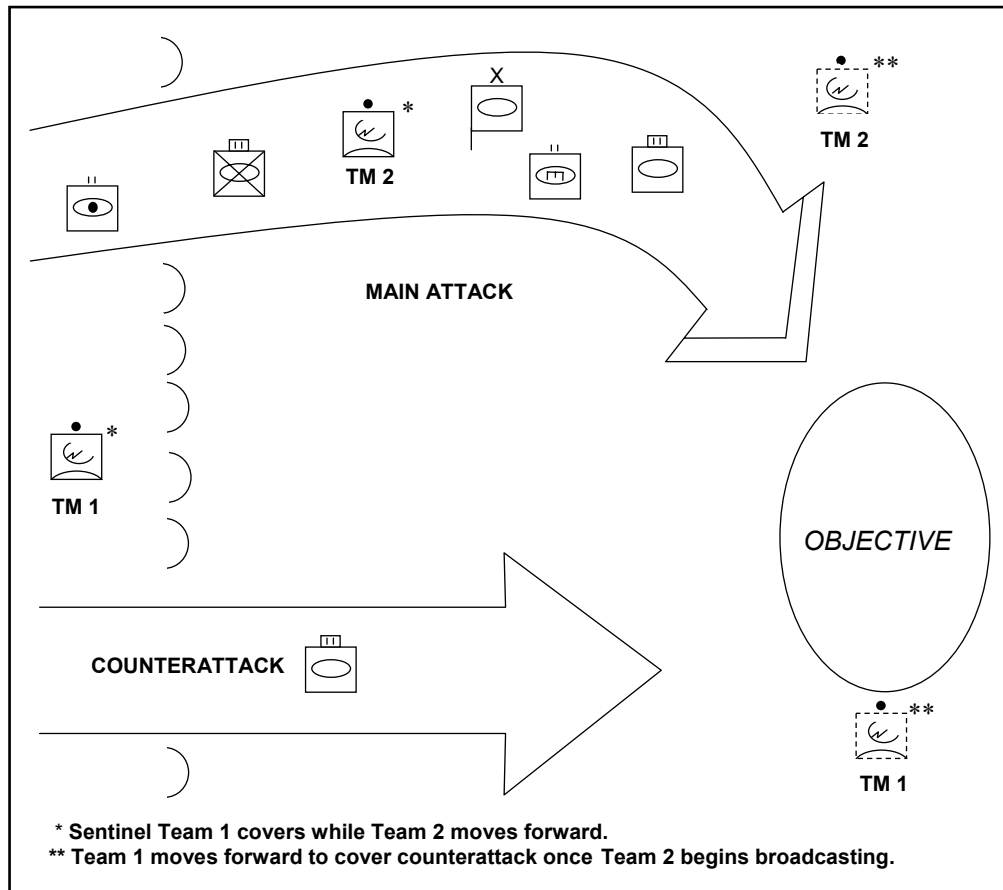 X
**
*
TM 2
TM 2
MAIN ATTACK
*
TM 1
OBJECTIVE
COUNTERATTACK
**
TM 1
* Sentinel Team 1 covers while Team 2 moves forward.
** Team 1 moves forward to cover counterattack once Team 2 begins broadcasting.